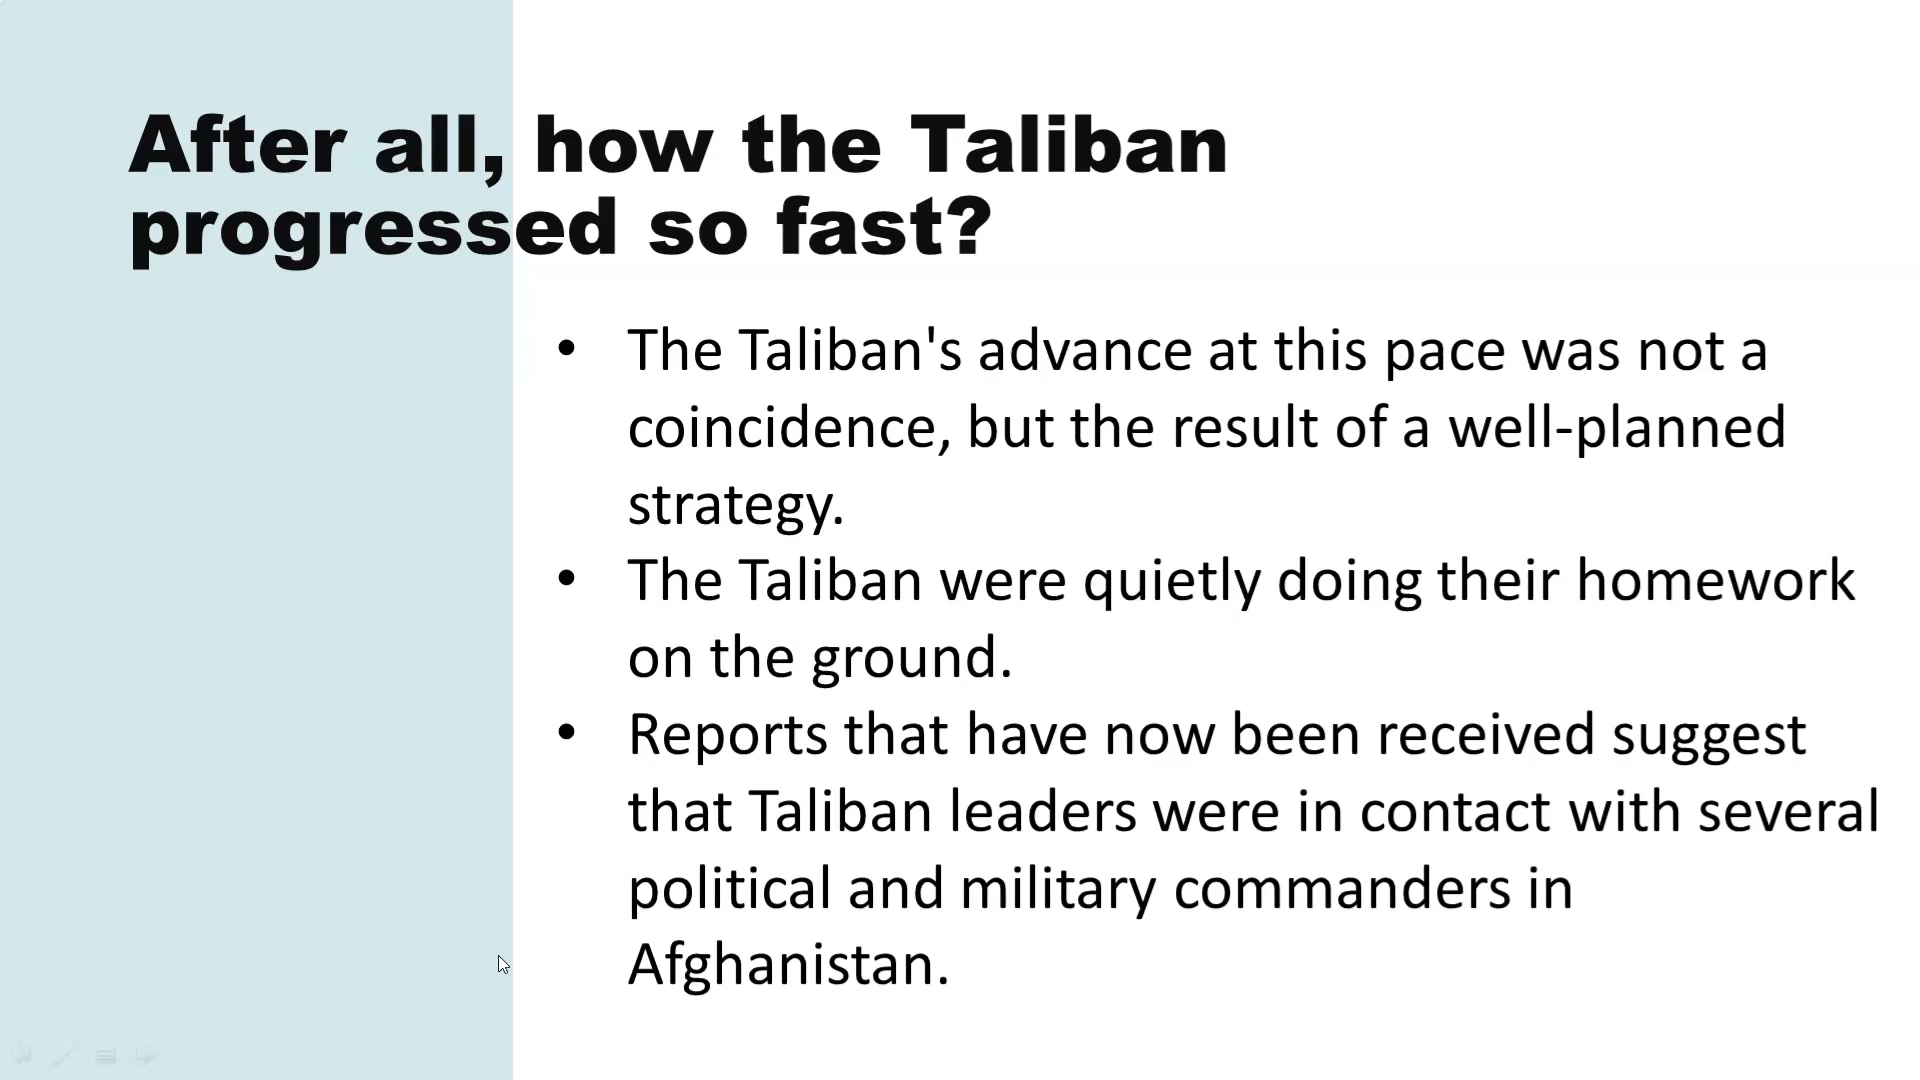 After all, how the Taliban
progressed so fast?
• The Taliban's advance at this pace was not a
coincidence, but the result of a well-planned
strategy.
• The Taliban were quietly doing their homework
on the ground.
• Reports that have now been received suggest
that Taliban leaders were in contact with several
political and military commanders in
Afghanistan.